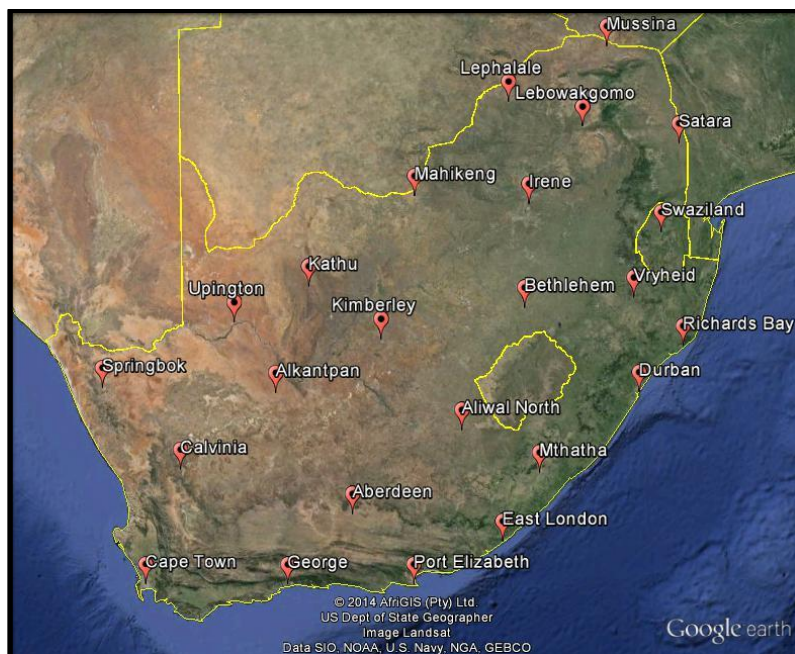 Mussina
Lephalale
Lebowakgomo
Satara
Mahikeng
Irene
Swaziland
Kathu
Vryheid
Upington
Bethlehem
Kimberley
Richards Bay
Springbok
Alkantpan
Durban
Aliwal North
Calvinia
Mthatha
Aberdeen
East London
Cape Town
George
Port Elizabeth
© 2014 AfriGIS (Pty) Ltd.
US Dept of State Geographer
Image Landsat
Data SIO, NOAA, U.S. Navy, NGA, GEBCO
Google earth